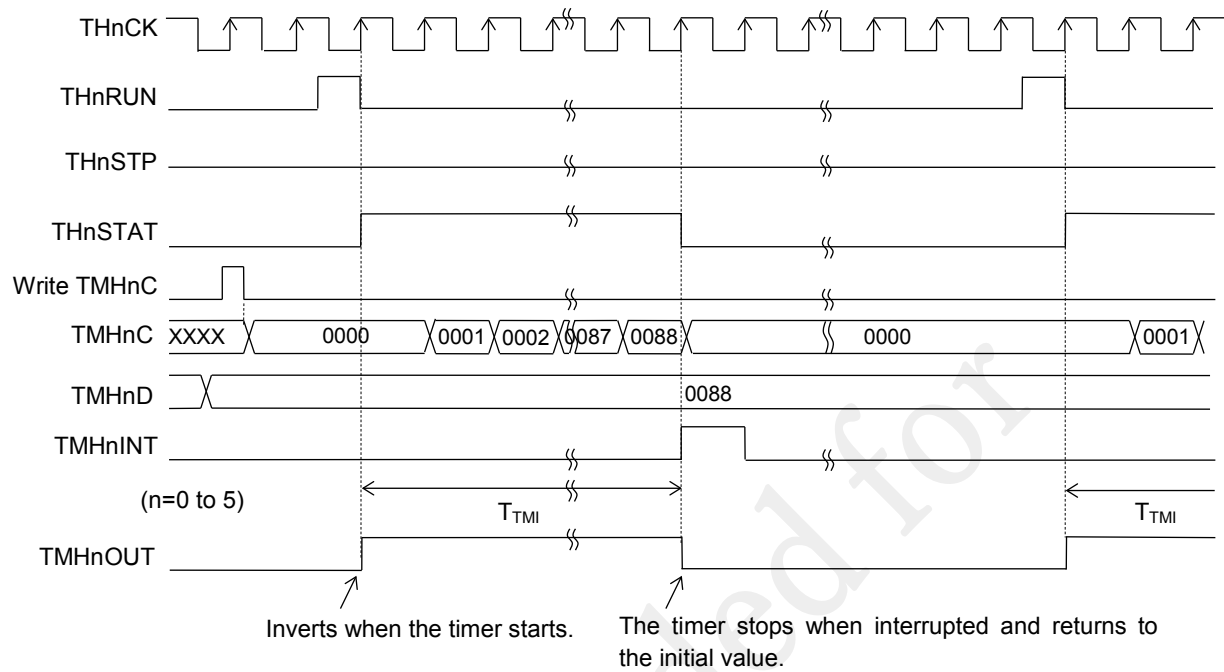 THnCK
THnRUN
THnSTP
THnSTAT
Write TMHnC
TMHnC XXXX 0000 0001 0002 0087 0088 0000 0001
TMHnD 0088
TMHnINT
(n=0 to 5)
TTMI TTMI
TMHnOUT
Inverts when the timer starts.
The timer stops when interrupted and returns to
the initial value.